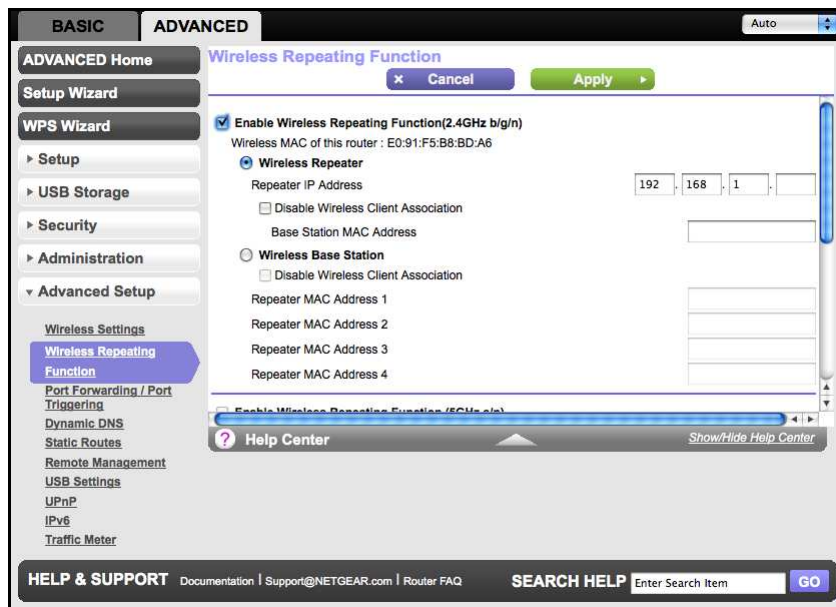 BASIC
ADVANCED
Auto
ADVANCED Home
Setup Wizard
WPS Wizard
Setup
USB Storage
Security
Administration
Advanced Setup
Wireless Settings
Wireless Repeating
Function
Port Forwarding / Port
Triggering
Dynamic DNS
Static Routes
Remote Management
USB Settings
UPnP
IPv6
Traffic Meter
Wireless Repeating Function
x Cancel
Apply
Enable Wireless Repeating Function(2.4GHz b/g/n)
Wireless MAC of this router : E0:91:F5:B8:BD:A6
Wireless Repeater
Repeater IP Address 192 . 168 . 1 .
Disable Wireless Client Association
Base Station MAC Address
Wireless Base Station
Disable Wireless Client Association
Repeater MAC Address 1
Repeater MAC Address 2
Repeater MAC Address 3
Repeater MAC Address 4
Enable Wireless Repeating Function (5GHz a/n)
? Help Center
Show/Hide Help Center
HELP & SUPPORT Documentation | Support@NETGEAR.com | Router FAQ
SEARCH HELP Enter Search Item GO